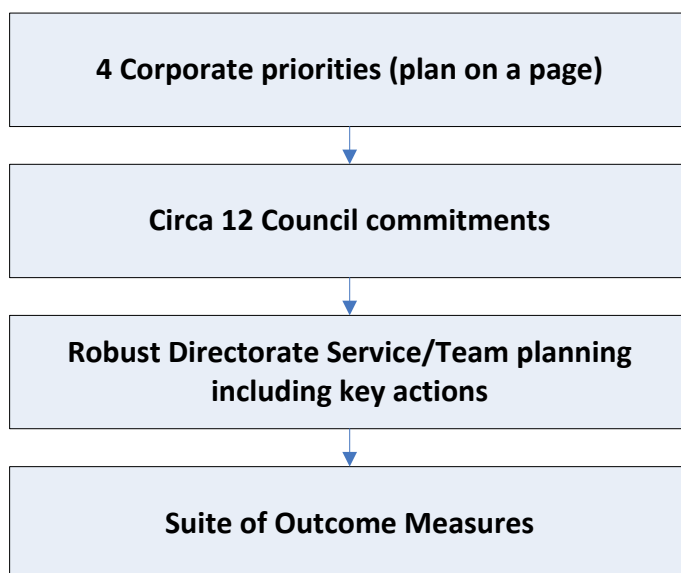 4 Corporate priorities (plan on a page)
Circa 12 Council commitments
Robust Directorate Service/Team planning
including key actions
Suite of Outcome Measures